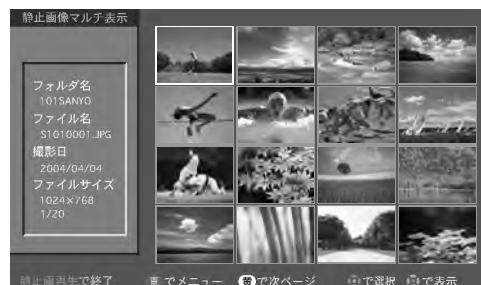 静止画像マルチ表示
フォルダ名
101SANYO
ファイル名
S1010001.JPG
撮影日
2004/04/04
ファイルサイズ
1024×768
1/20
静止画再生で終了 青 でメニュー 黄 で次ページ で選択 で表示